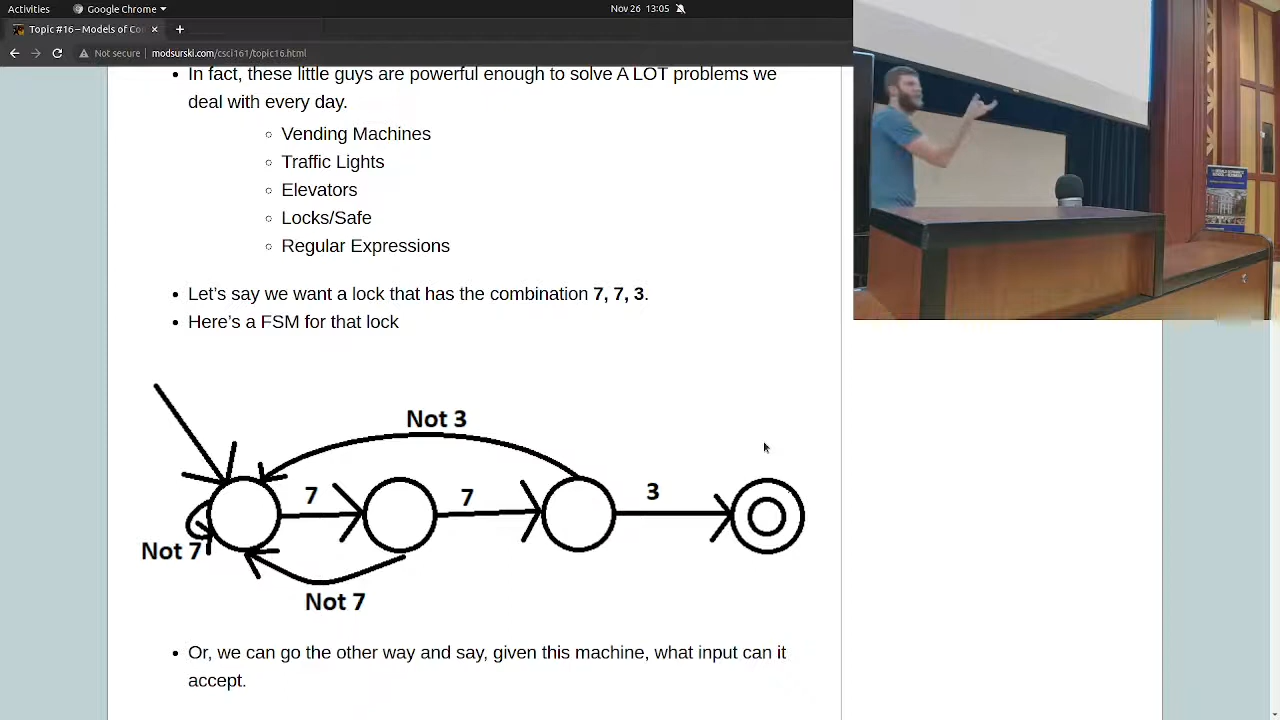 Activities
Google Chrome
Nov 26 13:05
Topic #16 – Models of Co
Not secure
modsurski.com/csci161/topic16.html
In fact, these little guys are powerful enough to solve A LOT problems we
deal with every day.
Vending Machines
Traffic Lights
Elevators
Locks/Safe
Regular Expressions
Let's say we want a lock that has the combination 7, 7, 3.
Here's a FSM for that lock
Not 3
7
7
3
Not 7
Not 7
Or, we can go the other way and say, given this machine, what input can it
accept.